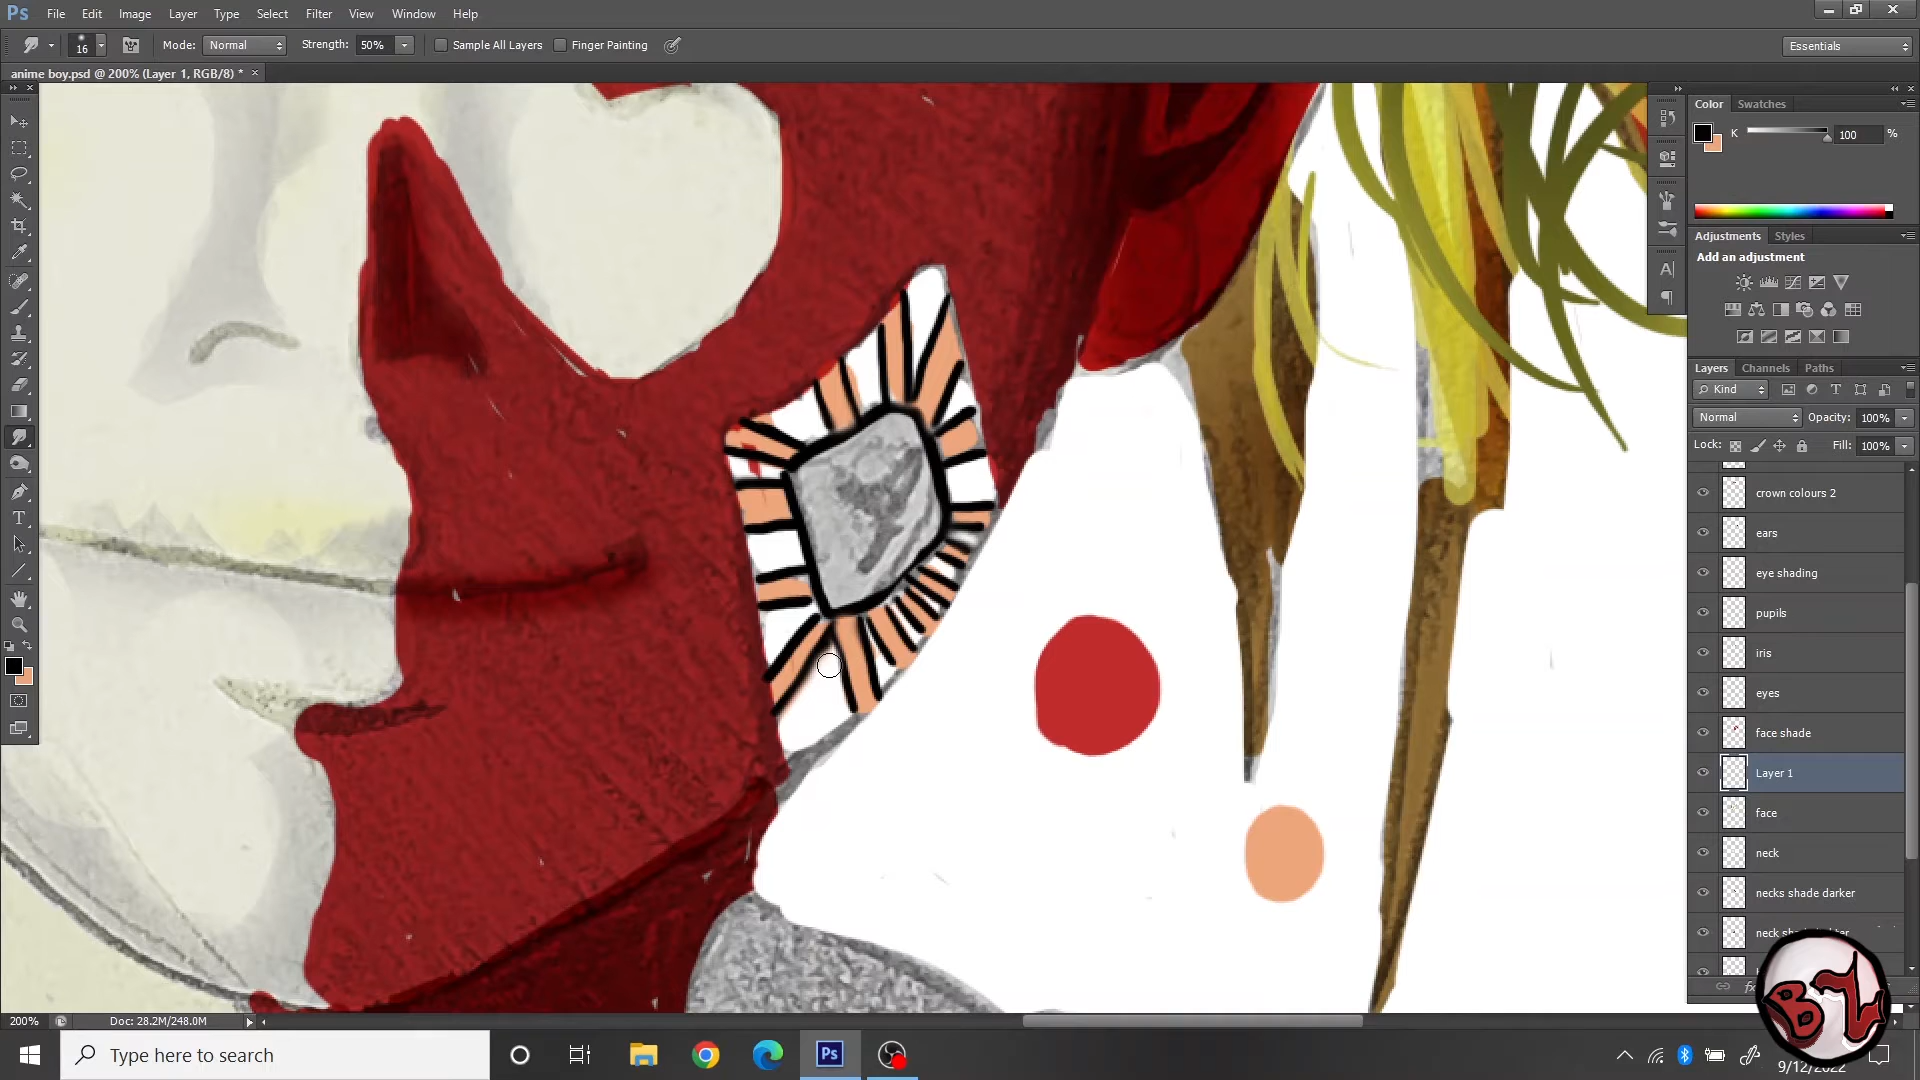 Ps File Edit Image Layer Type Select Filter View Window Help
16 Mode: Normal Strength: 50% Sample All Layers Finger Painting Essentials
anime boy.psd @ 200% (Layer 1, RGB/8) * ×
Color Swatches
K 100 %
Adjustments Styles
Add an adjustment
Layers Channels Paths
Kind
Normal Opacity: 100%
Lock: Fill: 100%
crown colours 2
ears
eye shading
pupils
iris
eyes
face shade
Layer 1
face
neck
necks shade darker
200% Doc: 28.2M/248.0M
Type here to search
Ps
9/12/2022